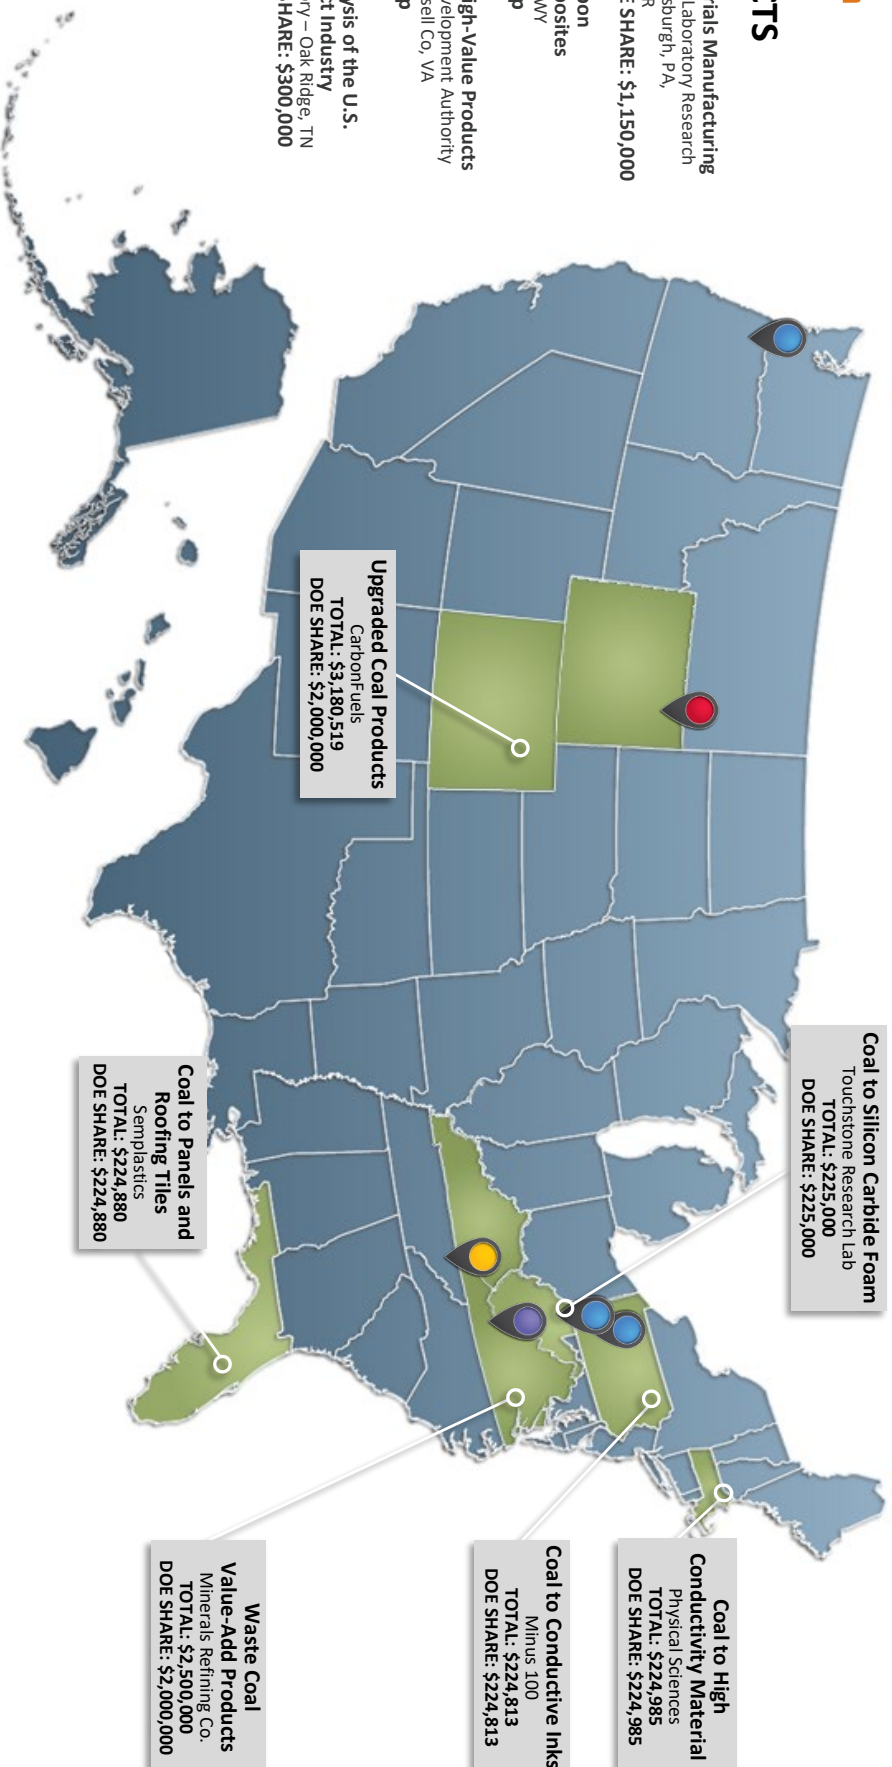 CTS
rials Manufacturing
Laboratory Research
sburgh, PA,
R
E SHARE: $1,150,000
on
posites
WY
p
igh-Value Products
velopment Authority
sell Co, VA
p
ysis of the U.S.
ct Industry
ry – Oak Ridge, TN
SHARE: $300,000
Upgraded Coal Products
CarbonFuels
TOTAL: $3,180,519
DOE SHARE: $2,000,000
Coal to Silicon Carbide Foam
Touchstone Research Lab
TOTAL: $225,000
DOE SHARE: $225,000
Coal to Panels and
Roofing Tiles
Semplastics
TOTAL: $224,880
DOE SHARE: $224,880
Coal to High
Conductivity Material
Physical Sciences
TOTAL: $224,985
DOE SHARE: $224,985
Coal to Conductive Inks
Minus 100
TOTAL: $224,813
DOE SHARE: $224,813
Waste Coal
Value-Add Products
Minerals Refining Co.
TOTAL: $2,500,000
DOE SHARE: $2,000,000